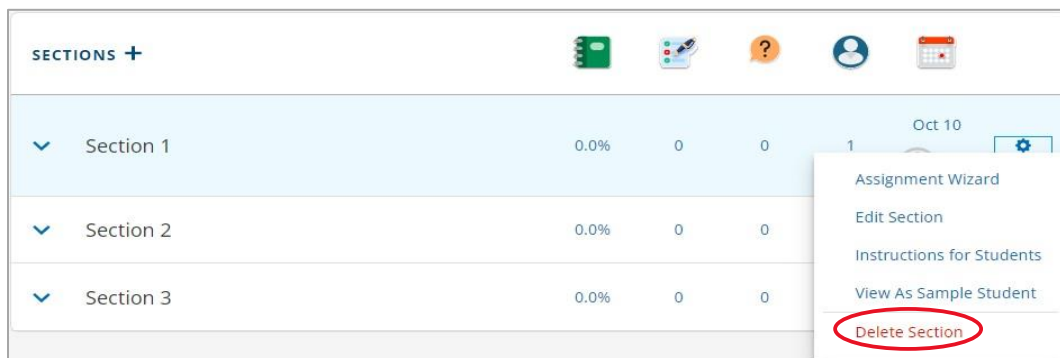 SECTIONS +
?
Oct 10
Section 1 0.0% 0 0 1
Assignment Wizard
Edit Section
Section 2 0.0% 0 0
Instructions for Students
View As Sample Student
Section 3 0.0% 0 0
Delete Section